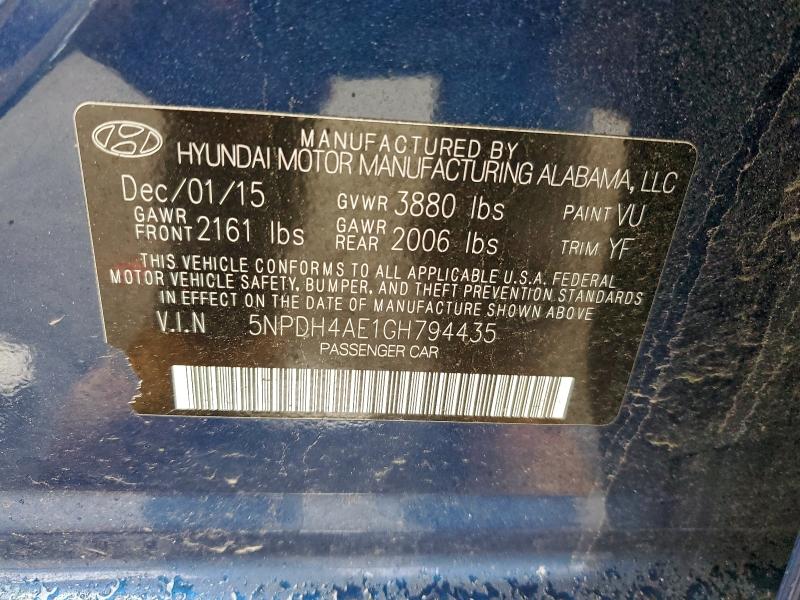 MANUFACTURED BY
HYUNDAI MOTOR MANUFACTURING ALABAMA, LLC
Dec/01/15 GVWR 3880 lbs PAINT VU
GAWR FRONT 2161 lbs GAWR REAR 2006 lbs TRIM YF
THIS VEHICLE CONFORMS TO ALL APPLICABLE U.S.A. FEDERAL
MOTOR VEHICLE SAFETY, BUMPER, AND THEFT PREVENTION STANDARDS
IN EFFECT ON THE DATE OF MANUFACTURE SHOWN ABOVE
V.I.N 5NPDH4AE1GH794435
PASSENGER CAR